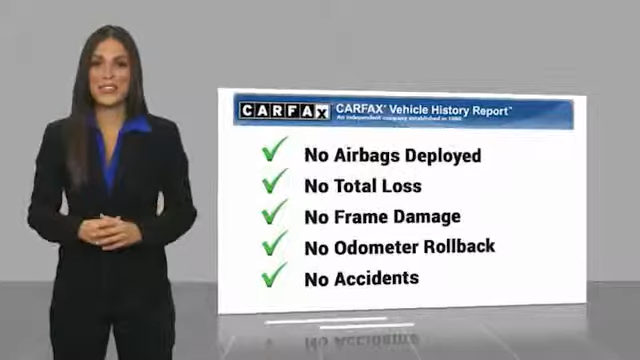 CARFAX CARFAX® Vehicle History Report™
An independent company established in 1986
No Airbags Deployed
No Total Loss
No Frame Damage
No Odometer Rollback
No Accidents